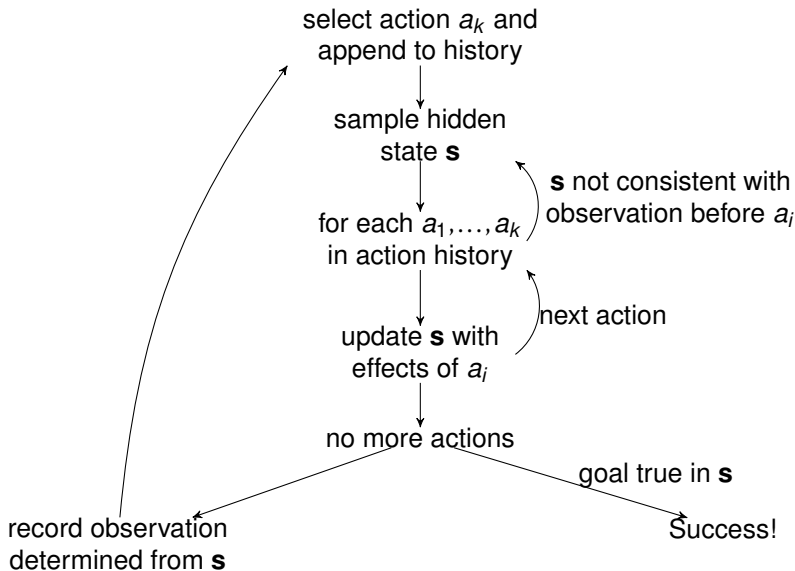 select action a_k and
append to history
sample hidden
state s
s not consistent with
observation before a_i
for each a_1,...,a_k
in action history
next action
update s with
effects of a_i
no more actions
goal true in s
record observation
determined from s
Success!